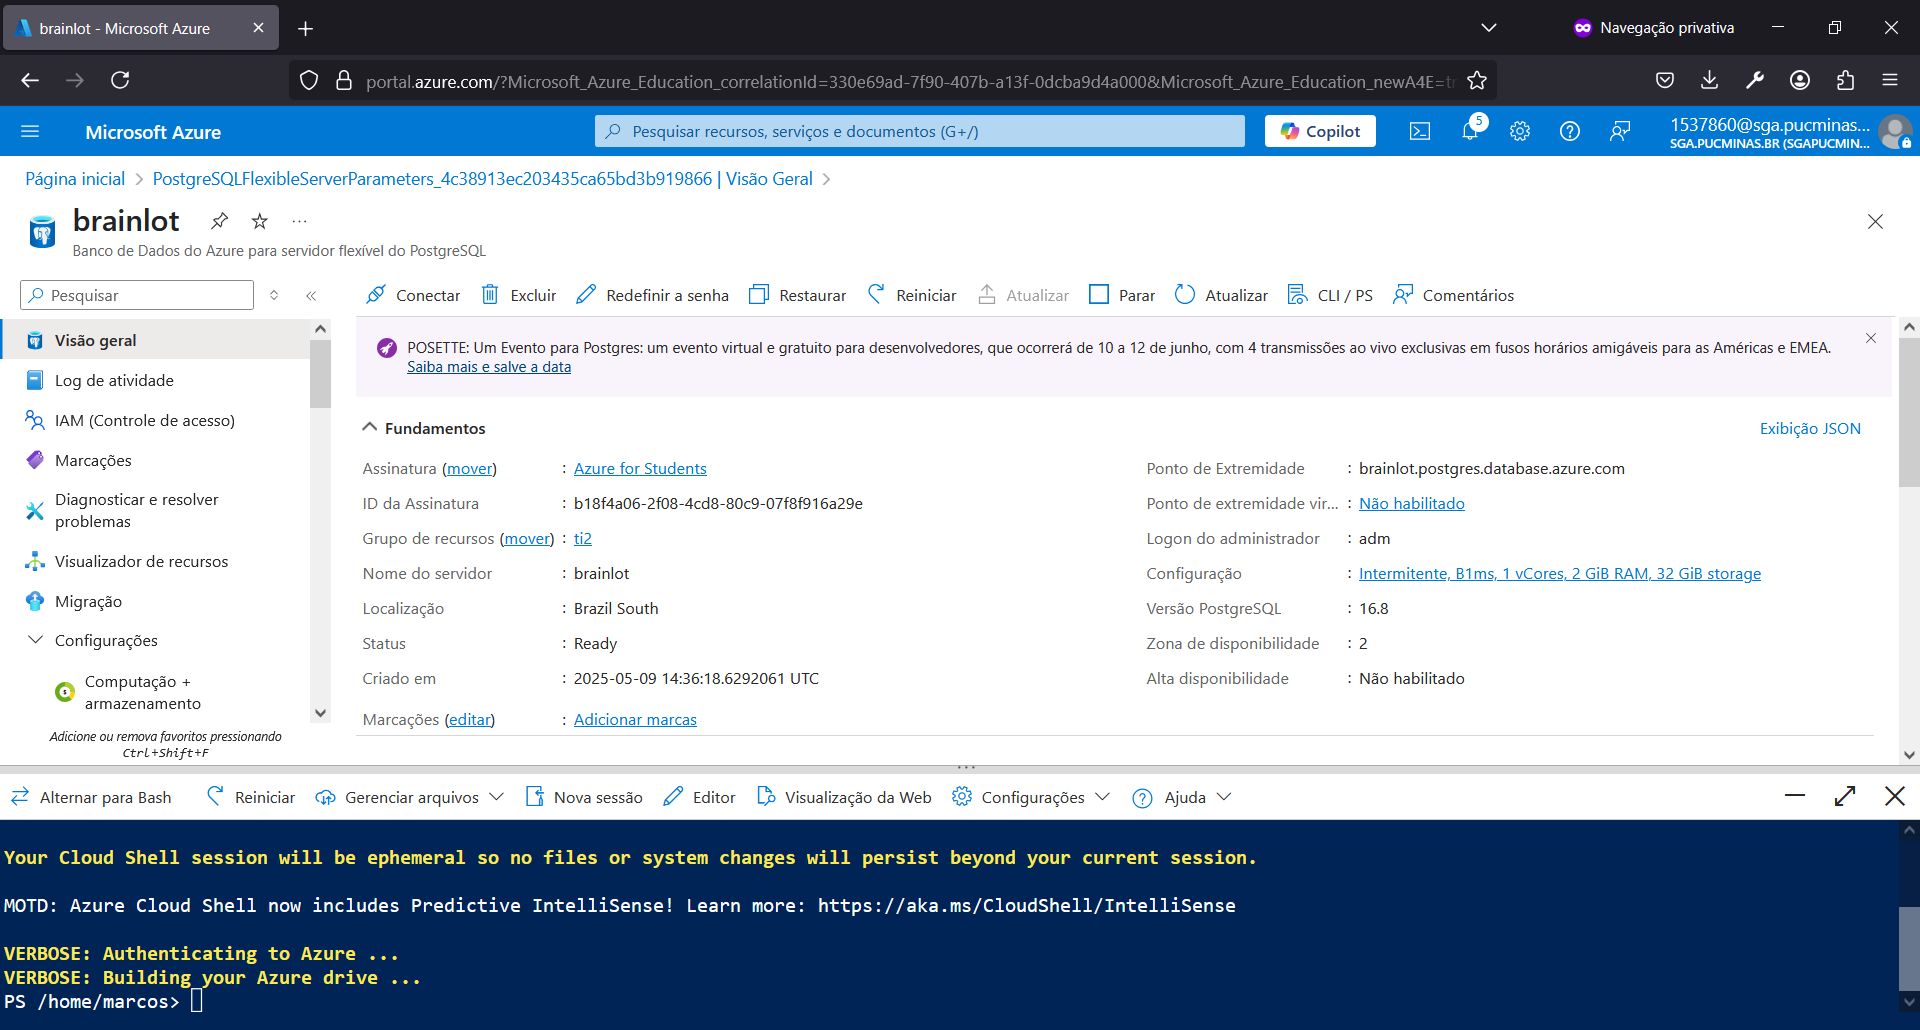 brainlot - Microsoft Azure
Navegação privativa
portal.azure.com/?Microsoft_Azure_Education_correlationId=330e69ad-7f90-407b-a13f-0dcba9d4a000&Microsoft_Azure_Education_newA4E=tr
Microsoft Azure
Pesquisar recursos, serviços e documentos (G+/)
Copilot
5
1537860@sga.pucminas...
SGA.PUCMINAS.BR (SGAPUCMIN...
Página inicial > PostgreSQLFlexibleServerParameters_4c38913ec203435ca65bd3b919866 | Visão Geral >
brainlot
Banco de Dados do Azure para servidor flexível do PostgreSQL
Pesquisar
Conectar Excluir Redefinir a senha Restaurar Reiniciar Atualizar Parar Atualizar CLI / PS Comentários
Visão geral
Log de atividade
IAM (Controle de acesso)
Marcações
Diagnosticar e resolver
problemas
Visualizador de recursos
Migração
Configurações
Computação +
armazenamento
Adicione ou remova favoritos pressionando
Ctrl+Shift+F
POSETTE: Um Evento para Postgres: um evento virtual e gratuito para desenvolvedores, que ocorrerá de 10 a 12 de junho, com 4 transmissões ao vivo exclusivas em fusos horários amigáveis para as Américas e EMEA.
Saiba mais e salve a data
Fundamentos
Exibição JSON
Assinatura (mover) : Azure for Students
ID da Assinatura : b18f4a06-2f08-4cd8-80c9-07f8f916a29e
Grupo de recursos (mover) : ti2
Nome do servidor : brainlot
Localização : Brazil South
Status : Ready
Criado em : 2025-05-09 14:36:18.6292061 UTC
Marcações (editar) : Adicionar marcas
Ponto de Extremidade : brainlot.postgres.database.azure.com
Ponto de extremidade vir... : Não habilitado
Logon do administrador : adm
Configuração : Intermitente, B1ms, 1 vCores, 2 GiB RAM, 32 GiB storage
Versão PostgreSQL : 16.8
Zona de disponibilidade : 2
Alta disponibilidade : Não habilitado
Alternar para Bash Reiniciar Gerenciar arquivos Nova sessão Editor Visualização da Web Configurações Ajuda
Your Cloud Shell session will be ephemeral so no files or system changes will persist beyond your current session.
MOTD: Azure Cloud Shell now includes Predictive IntelliSense! Learn more: https://aka.ms/CloudShell/IntelliSense
VERBOSE: Authenticating to Azure ...
VERBOSE: Building your Azure drive ...
PS /home/marcos>